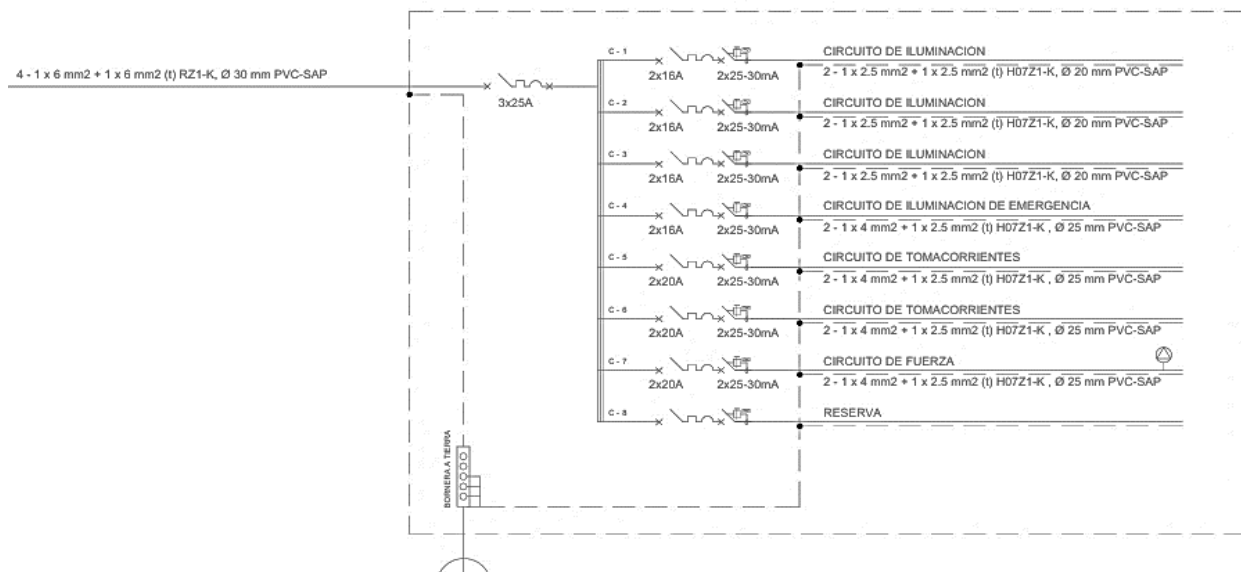 4 - 1 x 6 mm2 + 1 x 6 mm2 (t) RZ1-K, Ø 30 mm PVC-SAP
3x25A
C - 1
2x16A
2x25-30mA
CIRCUITO DE ILUMINACION
2 - 1 x 2.5 mm2 + 1 x 2.5 mm2 (t) H07Z1-K, Ø 20 mm PVC-SAP
C - 2
2x16A
2x25-30mA
CIRCUITO DE ILUMINACION
2 - 1 x 2.5 mm2 + 1 x 2.5 mm2 (t) H07Z1-K, Ø 20 mm PVC-SAP
C - 3
2x16A
2x25-30mA
CIRCUITO DE ILUMINACION
2 - 1 x 2.5 mm2 + 1 x 2.5 mm2 (t) H07Z1-K, Ø 20 mm PVC-SAP
C - 4
2x16A
2x25-30mA
CIRCUITO DE ILUMINACION DE EMERGENCIA
2 - 1 x 4 mm2 + 1 x 2.5 mm2 (t) H07Z1-K , Ø 25 mm PVC-SAP
C - 5
2x20A
2x25-30mA
CIRCUITO DE TOMACORRIENTES
2 - 1 x 4 mm2 + 1 x 2.5 mm2 (t) H07Z1-K , Ø 25 mm PVC-SAP
C - 6
2x20A
2x25-30mA
CIRCUITO DE TOMACORRIENTES
2 - 1 x 4 mm2 + 1 x 2.5 mm2 (t) H07Z1-K , Ø 25 mm PVC-SAP
C - 7
2x20A
2x25-30mA
CIRCUITO DE FUERZA
2 - 1 x 4 mm2 + 1 x 2.5 mm2 (t) H07Z1-K , Ø 25 mm PVC-SAP
C - 8
RESERVA
BORNERA A TIERRA